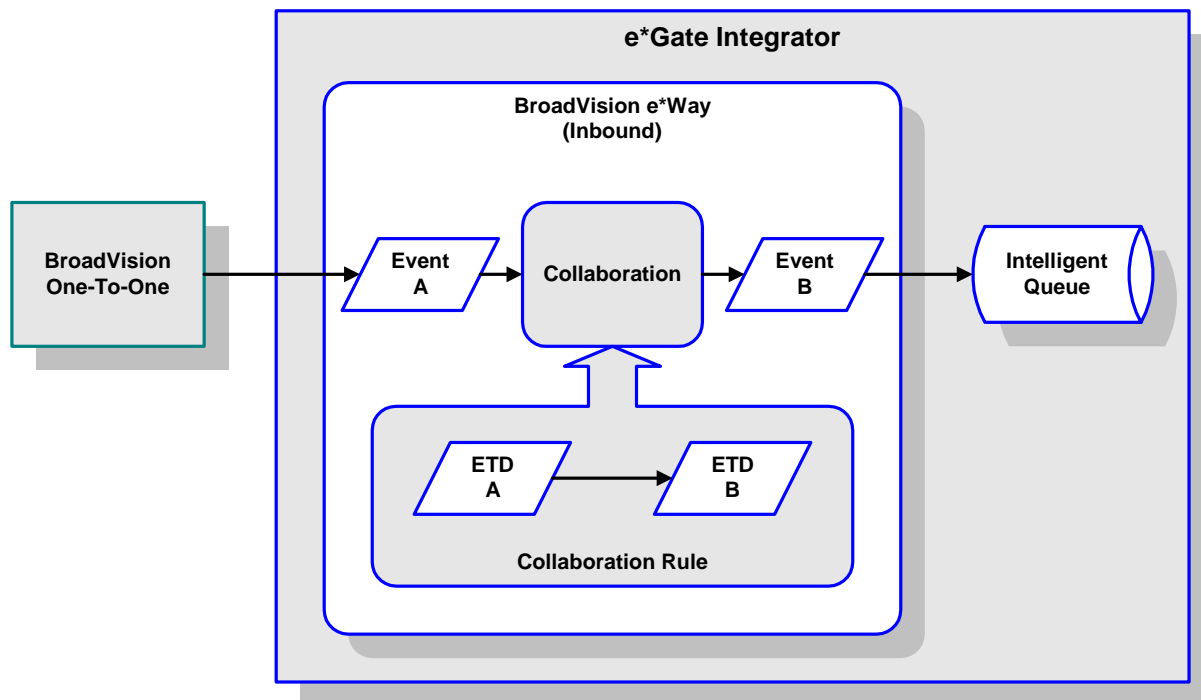 e*Gate Integrator
BroadVision e*Way
(Inbound)
BroadVision
One-To-One
Event
A
Collaboration
Event
B
Intelligent
Queue
ETD
A
ETD
B
Collaboration Rule